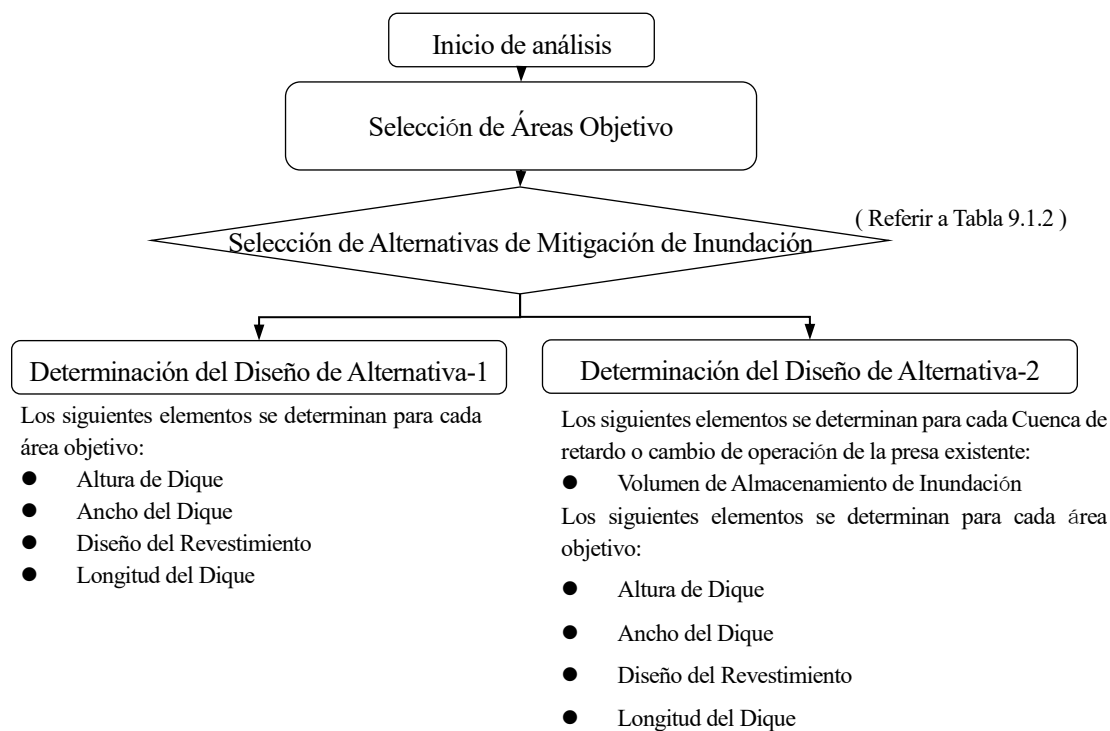 Inicio de análisis
Selección de Áreas Objetivo
( Referir a Tabla 9.1.2 )
Selección de Alternativas de Mitigación de Inundación
Determinación del Diseño de Alternativa-1
Los siguientes elementos se determinan para cada
área objetivo:
● Altura de Dique
● Ancho del Dique
● Diseño del Revestimiento
● Longitud del Dique
Determinación del Diseño de Alternativa-2
Los siguientes elementos se determinan para cada Cuenca de
retardo o cambio de operación de la presa existente:
● Volumen de Almacenamiento de Inundación
Los siguientes elementos se determinan para cada área
objetivo:
● Altura de Dique
● Ancho del Dique
● Diseño del Revestimiento
● Longitud del Dique